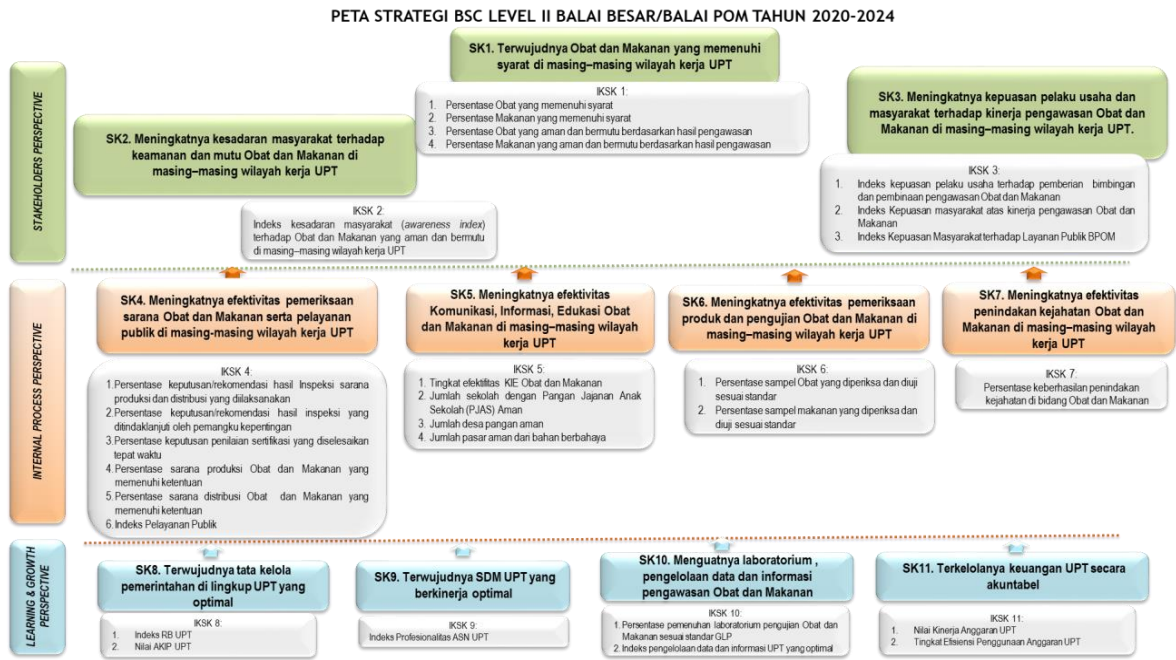 PETA STRATEGI BSC LEVEL II BALAI BESAR/BALAI POM TAHUN 2020-2024
STAKEHOLDERS PERSPECTIVE
SK1. Terwujudnya Obat dan Makanan yang memenuhi
syarat di masing–masing wilayah kerja UPT
IKSK 1:
1. Persentase Obat yang memenuhi syarat
2. Persentase Makanan yang memenuhi syarat
3. Persentase Obat yang aman dan bermutu berdasarkan hasil pengawasan
4. Persentase Makanan yang aman dan bermutu berdasarkan hasil pengawasan
SK2. Meningkatnya kesadaran masyarakat terhadap
keamanan dan mutu Obat dan Makanan di
masing–masing wilayah kerja UPT
IKSK 2:
Indeks kesadaran masyarakat (awareness index)
terhadap Obat dan Makanan yang aman dan bermutu
di masing–masing wilayah kerja UPT
SK3. Meningkatnya kepuasan pelaku usaha dan
masyarakat terhadap kinerja pengawasan Obat dan
Makanan di masing–masing wilayah kerja UPT.
IKSK 3:
1. Indeks kepuasan pelaku usaha terhadap pemberian bimbingan
dan pembinaan pengawasan Obat dan Makanan
2. Indeks Kepuasan masyarakat atas kinerja pengawasan Obat dan
Makanan
3. Indeks Kepuasan Masyarakat terhadap Layanan Publik BPOM
INTERNAL PROCESS PERSPECTIVE
SK4. Meningkatnya efektivitas pemeriksaan
sarana Obat dan Makanan serta pelayanan
publik di masing-masing wilayah kerja UPT
IKSK 4:
1.Persentase keputusan/rekomendasi hasil Inspeksi sarana
produksi dan distribusi yang dilaksanakan
2.Persentase keputusan/rekomendasi hasil inspeksi yang
ditindaklanjuti oleh pemangku kepentingan
3.Persentase keputusan penilaian sertifikasi yang diselesaikan
tepat waktu
4.Persentase sarana produksi Obat dan Makanan yang
memenuhi ketentuan
5.Persentase sarana distribusi Obat dan Makanan yang
memenuhi ketentuan
6.Indeks Pelayanan Publik
SK5. Meningkatnya efektivitas
Komunikasi, Informasi, Edukasi Obat
dan Makanan di masing–masing wilayah
kerja UPT
IKSK 5:
1. Tingkat efektifitas KIE Obat dan Makanan
2. Jumlah sekolah dengan Pangan Jajanan Anak
Sekolah (PJAS) Aman
3. Jumlah desa pangan aman
4. Jumlah pasar aman dari bahan berbahaya
SK6. Meningkatnya efektivitas pemeriksaan
produk dan pengujian Obat dan Makanan di
masing–masing wilayah kerja UPT
IKSK 6:
1. Persentase sampel Obat yang diperiksa dan diuji
sesuai standar
2. Persentase sampel makanan yang diperiksa dan
diuji sesuai standar
SK7. Meningkatnya efektivitas
penindakan kejahatan Obat dan
Makanan di masing–masing wilayah
kerja UPT
IKSK 7:
Persentase keberhasilan penindakan
kejahatan di bidang Obat dan Makanan
LEARNING & GROWTH
PERSPECTIVE
SK8. Terwujudnya tata kelola
pemerintahan di lingkup UPT yang
optimal
IKSK 8:
1. Indeks RB UPT
2. Nilai AKIP UPT
SK9. Terwujudnya SDM UPT yang
berkinerja optimal
IKSK 9:
Indeks Profesionalitas ASN UPT
SK10. Menguatnya laboratorium ,
pengelolaan data dan informasi
pengawasan Obat dan Makanan
IKSK 10:
1.Persentase pemenuhan laboratorium pengujian Obat dan
Makanan sesuai standar GLP
2.Indeks pengelolaan data dan informasi UPT yang optimal
SK11. Terkelolanya keuangan UPT secara
akuntabel
IKSK 11:
1. Nilai Kinerja Anggaran UPT
2. Tingkat Efisiensi Penggunaan Anggaran UPT